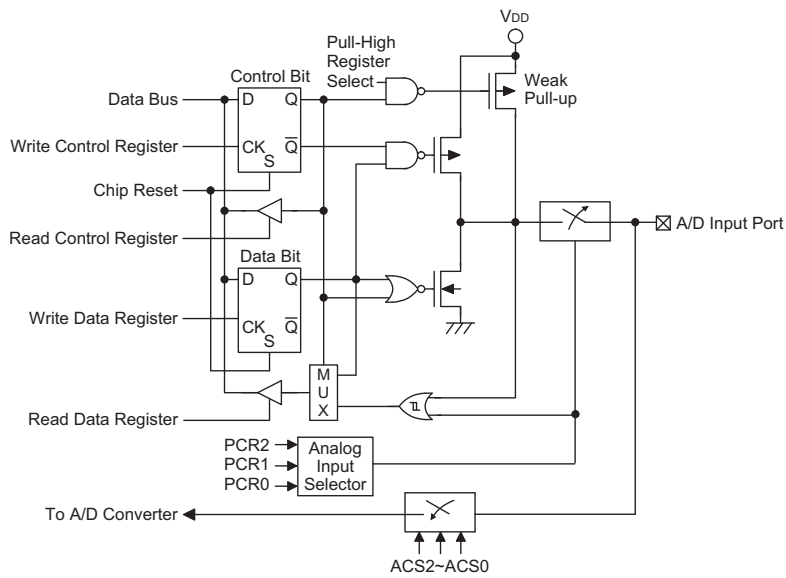 VDD
Pull-High
Register
Select
Weak
Pull-up
Control Bit
Data Bus
D
Q
Write Control Register
CK
Q
S
Chip Reset
Read Control Register
A/D Input Port
Data Bit
D
Q
Write Data Register
CK
Q
S
M
U
X
Read Data Register
PCR2
PCR1
PCR0
Analog
Input
Selector
To A/D Converter
ACS2~ACS0